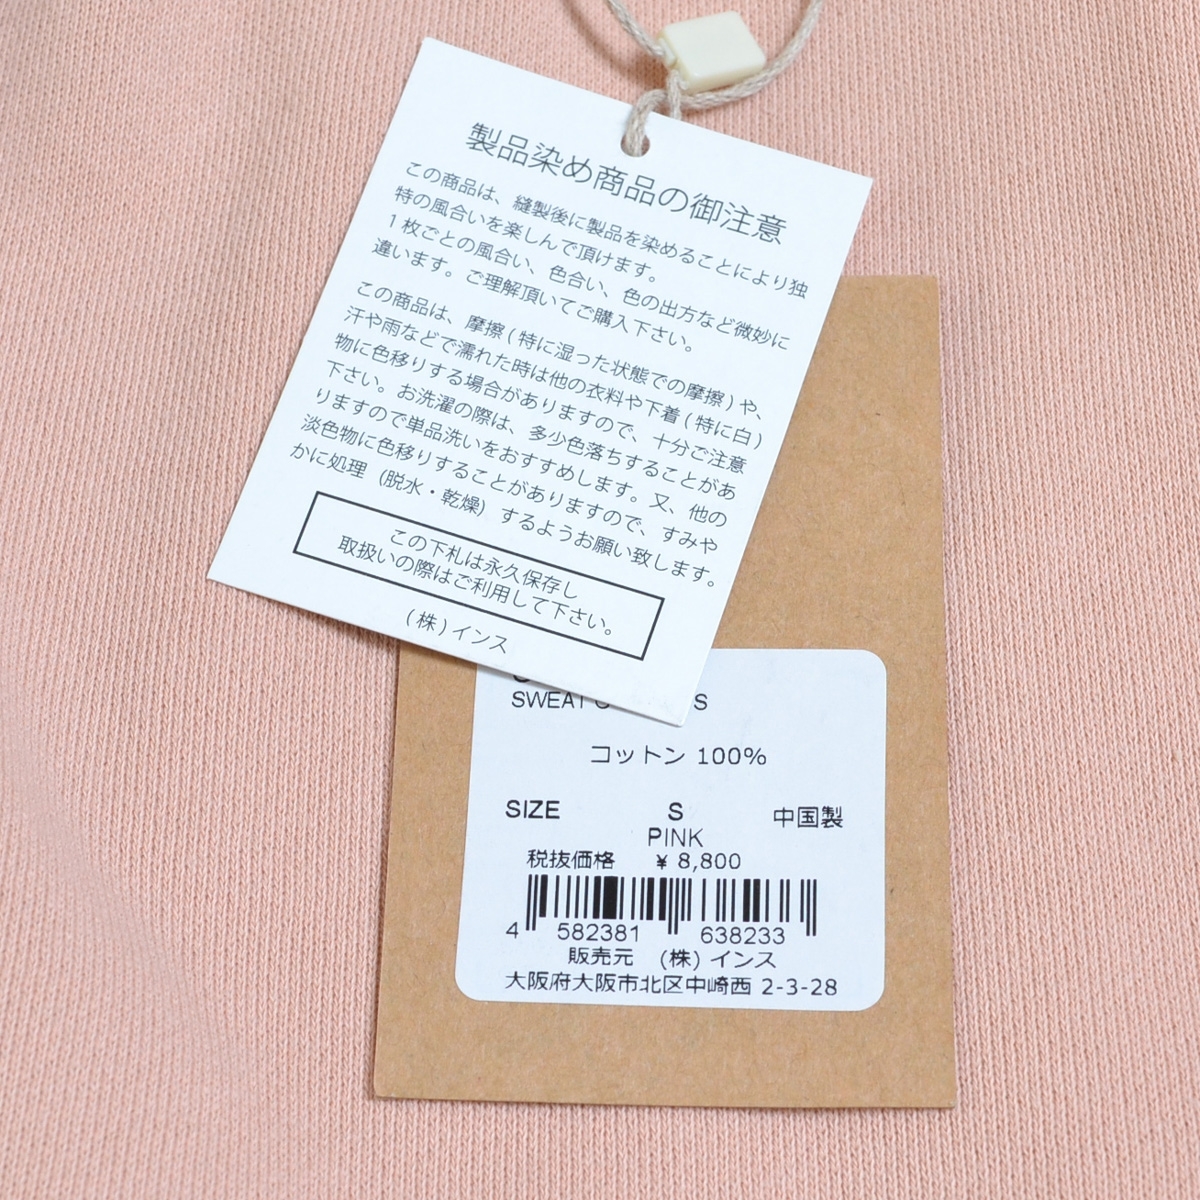 製品染め商品の御注意
この商品は、縫製後に製品を染めることにより独
特の風合いを楽しんで頂けます。
1 枚ごとの風合い、色合い、色の出方など微妙に
違います。ご理解頂いてご購入下さい。
この商品は、摩擦 ( 特に湿った状態での摩擦 ) や、
汗や雨などで濡れた時は他の衣料や下着 ( 特に白 )
物に色移りする場合がありますので、十分ご注意
下さい。お洗濯の際は、多少色落ちすることがあ
りますので単品洗いをおすすめします。又、他の
淡色物に色移りすることがありますので、すみや
かに処理（脱水・乾燥）するようお願い致します。
この下札は永久保存し
取扱いの際はご利用して下さい。
( 株 ) インス
SWEAT
コットン 100%
SIZE S 中国製
PINK
税抜価格 ¥ 8,800
4 582381 638233
販売元 (株) インス
大阪府大阪市北区中崎西 2-3-28